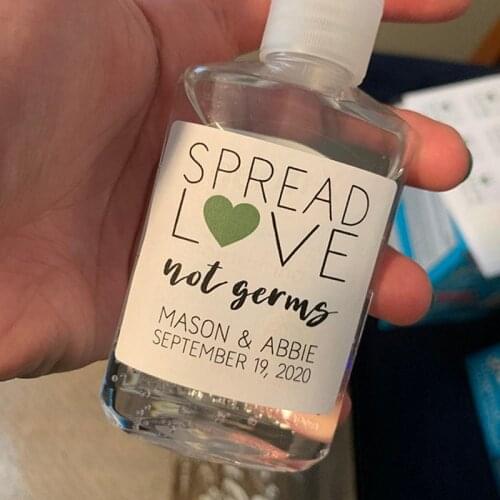 SPREAD
LOVE
not germs
MASON & ABBIE
SEPTEMBER 19, 2020